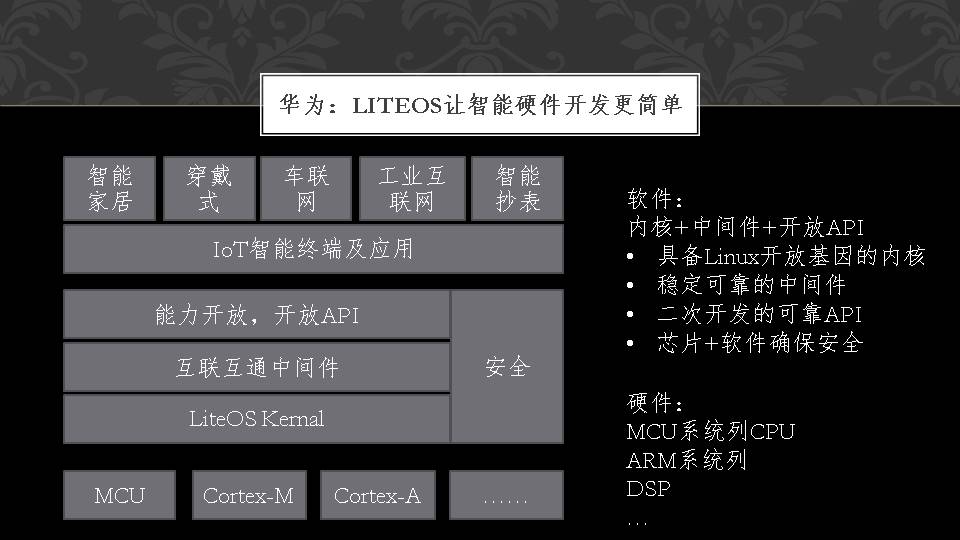 华为：LITEOS让智能硬件开发更简单
智能
家居
穿戴
式
车联
网
工业互
联网
智能
抄表
IoT智能终端及应用
能力开放，开放API
互联互通中间件
LiteOS Kernal
安全
MCU
Cortex-M
Cortex-A
……
软件：
内核+中间件+开放API
• 具备Linux开放基因的内核
• 稳定可靠的中间件
• 二次开发的可靠API
• 芯片+软件确保安全
硬件：
MCU系统列CPU
ARM系统列
DSP
…